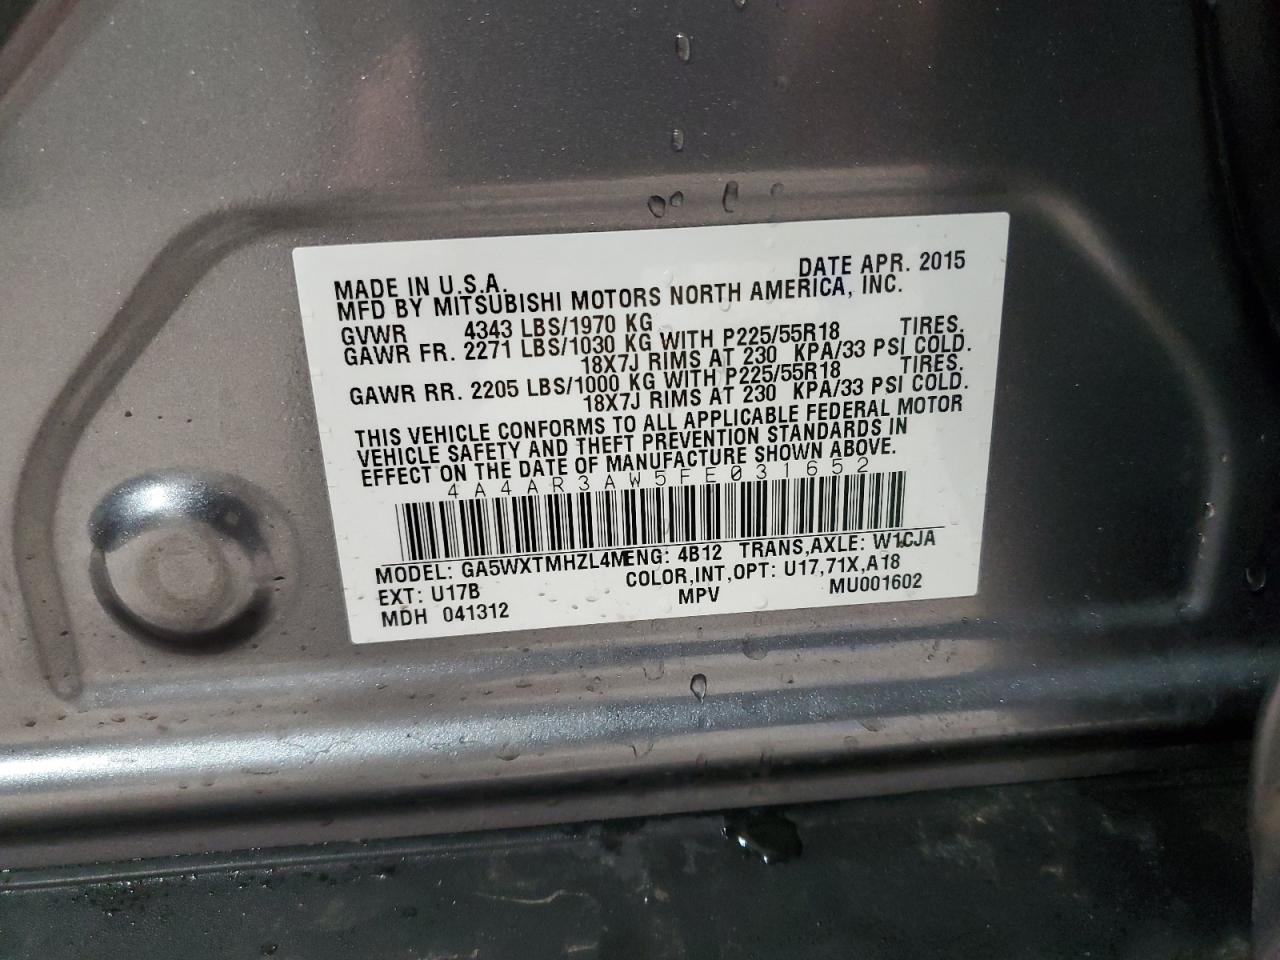 MADE IN U.S.A. DATE APR. 2015
MFD BY MITSUBISHI MOTORS NORTH AMERICA, INC.
GVWR 4343 LBS/1970 KG
GAWR FR. 2271 LBS/1030 KG WITH P225/55R18 TIRES.
18X7J RIMS AT 230 KPA/33 PSI COLD.
GAWR RR. 2205 LBS/1000 KG WITH P225/55R18 TIRES.
18X7J RIMS AT 230 KPA/33 PSI COLD.
THIS VEHICLE CONFORMS TO ALL APPLICABLE FEDERAL MOTOR
VEHICLE SAFETY AND THEFT PREVENTION STANDARDS IN
EFFECT ON THE DATE OF MANUFACTURE SHOWN ABOVE.
4A4AR3AW5FE031652
MODEL: GA5WXTMHZL4M ENG: 4B12 TRANS,AXLE: W1CJA
EXT: U17B COLOR,INT,OPT: U17,71X,A18
MDH 041312 MPV MU001602